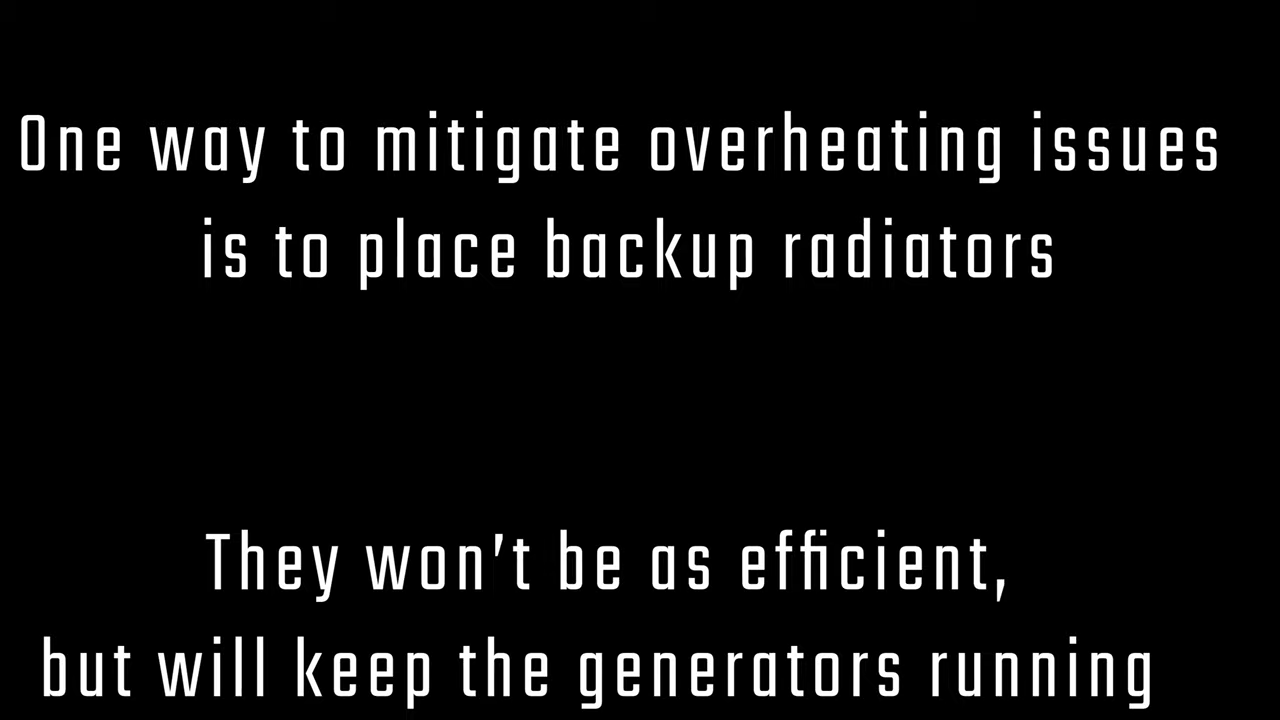 One way to mitigate overheating issues
is to place backup radiators
They won't be as efficient,
but will keep the generators running